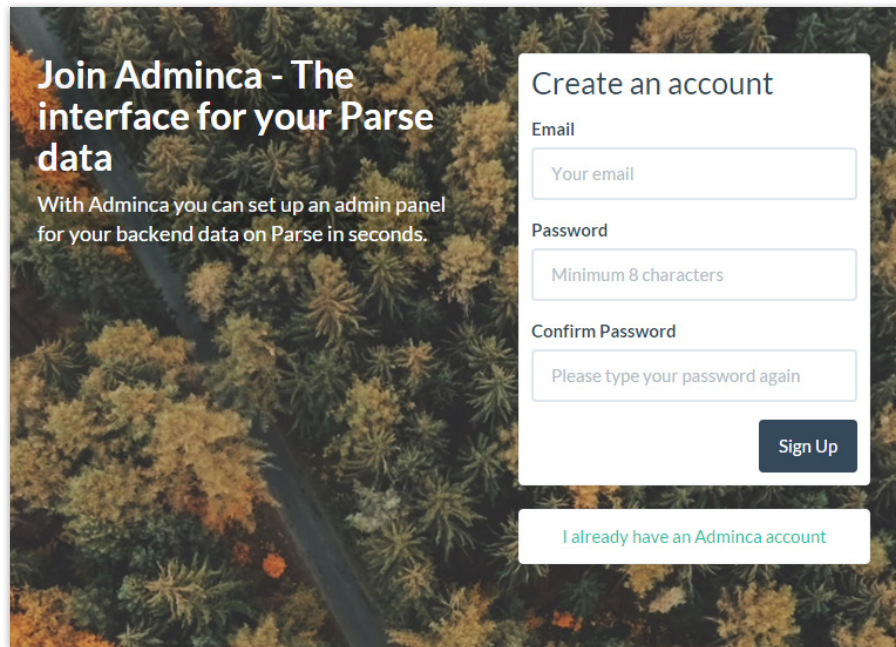 Join Adminca - The
interface for your Parse
data
With Adminca you can set up an admin panel
for your backend data on Parse in seconds.
Create an account
Email
Your email
Password
Minimum 8 characters
Confirm Password
Please type your password again
Sign Up
I already have an Adminca account